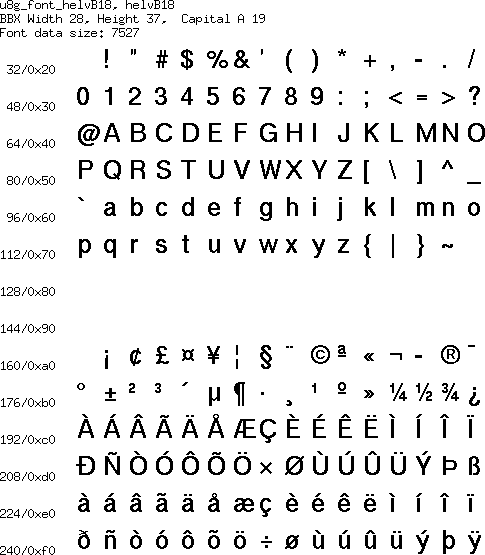 u8g_font_helvB18, helvB18
BBX Width 28, Height 37,  Capital A 19
Font data size: 7527
32/0x20 ! " # $ % & ' ( ) * + , - . /
48/0x30 0 1 2 3 4 5 6 7 8 9 : ; < = > ?
64/0x40 @ A B C D E F G H I J K L M N O
80/0x50 P Q R S T U V W X Y Z [ \ ] ^ _
96/0x60 ` a b c d e f g h i j k l m n o
112/0x70 p q r s t u v w x y z { | } ~
128/0x80
144/0x90
160/0xa0 ¡ ¢ £ ¤ ¥ ¦ § ¨ © ª « ¬ - ® ¯
176/0xb0 ° ± ² ³ ´ µ ¶ · ¸ ¹ º » ¼ ½ ¾ ¿
192/0xc0 À Á Â Ã Ä Å Æ Ç È É Ê Ë Ì Í Î Ï
208/0xd0 Ð Ñ Ò Ó Ô Õ Ö × Ø Ù Ú Û Ü Ý Þ ß
224/0xe0 à á â ã ä å æ ç è é ê ë ì í î ï
240/0xf0 ð ñ ò ó ô õ ö ÷ ø ù ú û ü ý þ ÿ